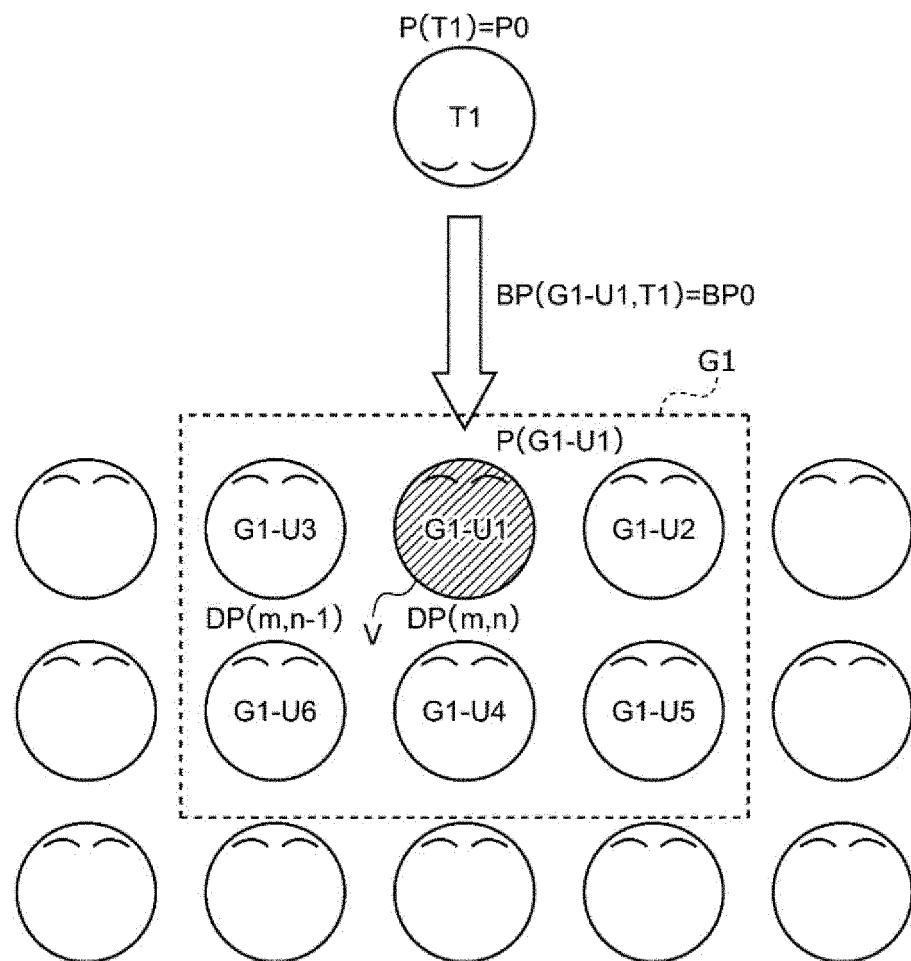 P(T1)=P0
T1
BP(G1-U1,T1)=BP0
G1
P(G1-U1)
G1-U3 G1-U1 G1-U2
DP(m,n-1) V DP(m,n)
G1-U6 G1-U4 G1-U5